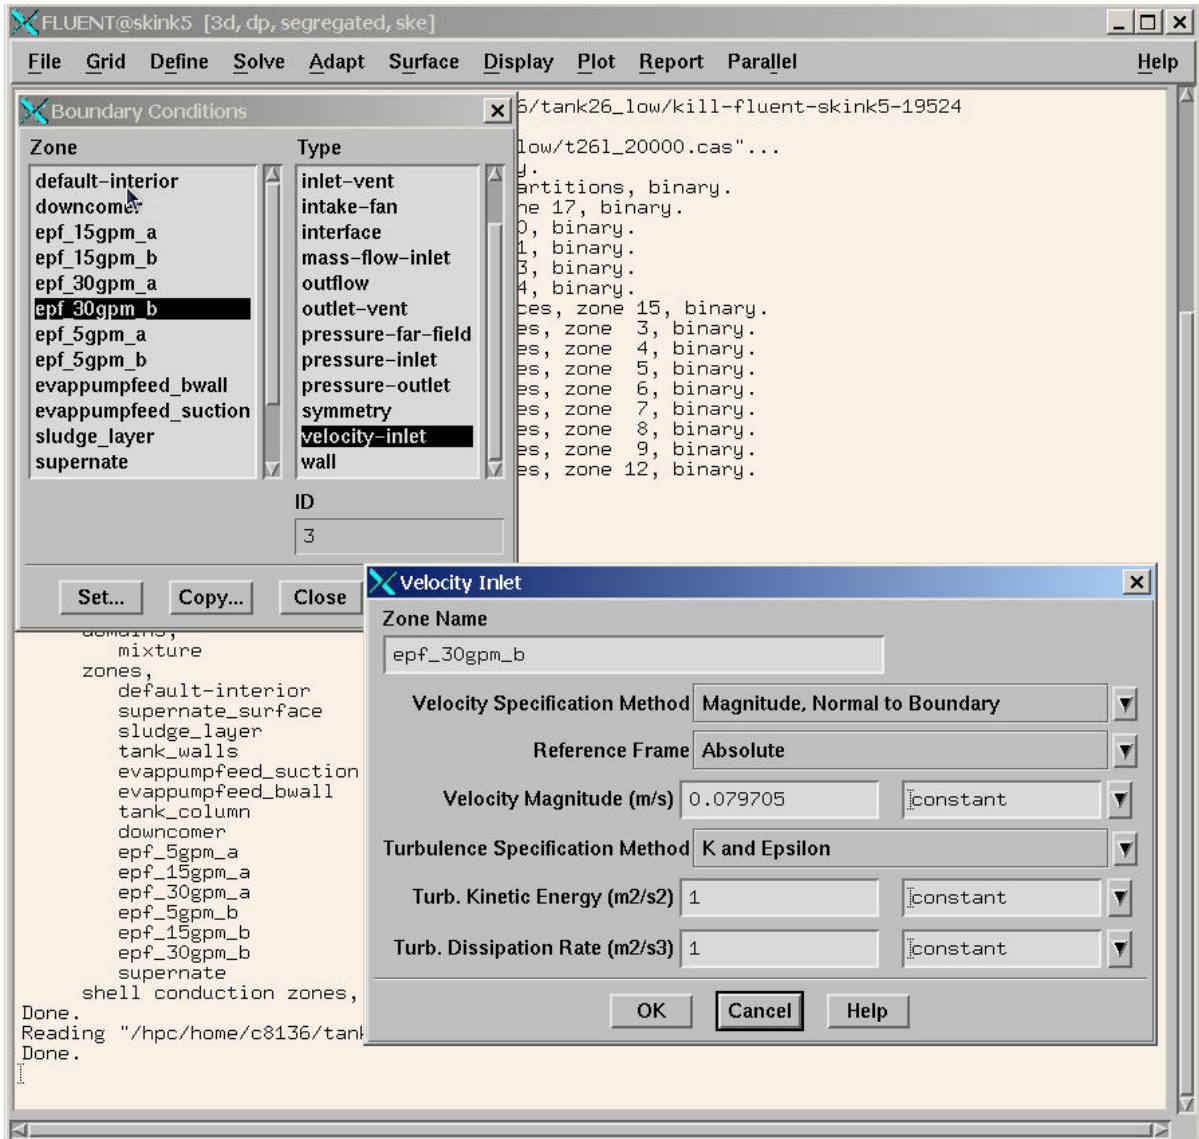 FLUENT@skink5 [3d, dp, segregated, ske]
File Grid Define Solve Adapt Surface Display Plot Report Parallel Help
Boundary Conditions
Zone
default-interior
downcomer
epf_15gpm_a
epf_15gpm_b
epf_30gpm_a
epf_30gpm_b
epf_5gpm_a
epf_5gpm_b
evappumpfeed_bwall
evappumpfeed_suction
sludge_layer
supernate
Type
inlet-vent
intake-fan
interface
mass-flow-inlet
outflow
outlet-vent
pressure-far-field
pressure-inlet
pressure-outlet
symmetry
velocity-inlet
wall
ID
3
Set... Copy... Close
6/tank26_low/kill-fluent-skink5-19524
low/t26l_20000.cas"...
y.
artitions, binary.
ne 17, binary.
0, binary.
1, binary.
3, binary.
4, binary.
ces, zone 15, binary.
es, zone 3, binary.
es, zone 4, binary.
es, zone 5, binary.
es, zone 6, binary.
es, zone 7, binary.
es, zone 8, binary.
es, zone 9, binary.
es, zone 12, binary.
domains,
mixture
zones,
default-interior
supernate_surface
sludge_layer
tank_walls
evappumpfeed_suction
evappumpfeed_bwall
tank_column
downcomer
epf_5gpm_a
epf_15gpm_a
epf_30gpm_a
epf_5gpm_b
epf_15gpm_b
epf_30gpm_b
supernate
shell conduction zones,
Done.
Reading "/hpc/home/c8136/tank
Done.
Velocity Inlet
Zone Name
epf_30gpm_b
Velocity Specification Method Magnitude, Normal to Boundary
Reference Frame Absolute
Velocity Magnitude (m/s) 0.079705 constant
Turbulence Specification Method K and Epsilon
Turb. Kinetic Energy (m2/s2) 1 constant
Turb. Dissipation Rate (m2/s3) 1 constant
OK Cancel Help